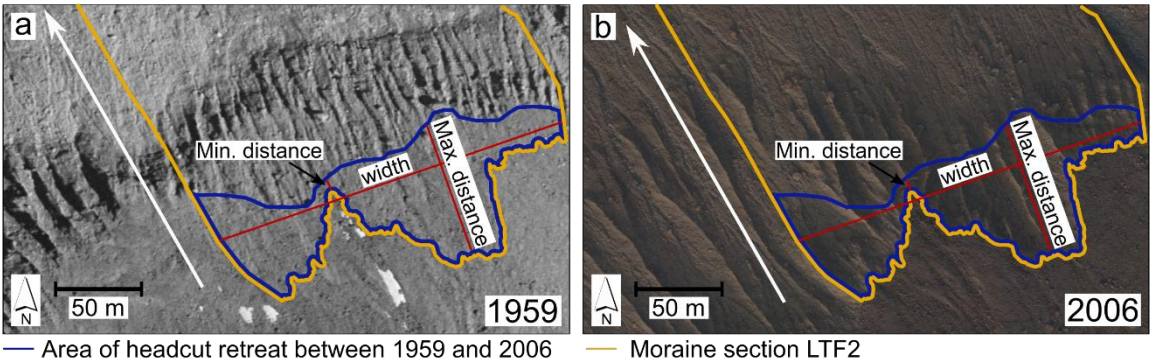 a
Min. distance
width
Max. distance
N
50 m
1959
b
Min. distance
width
Max. distance
N
50 m
2006
Area of headcut retreat between 1959 and 2006
Moraine section LTF2